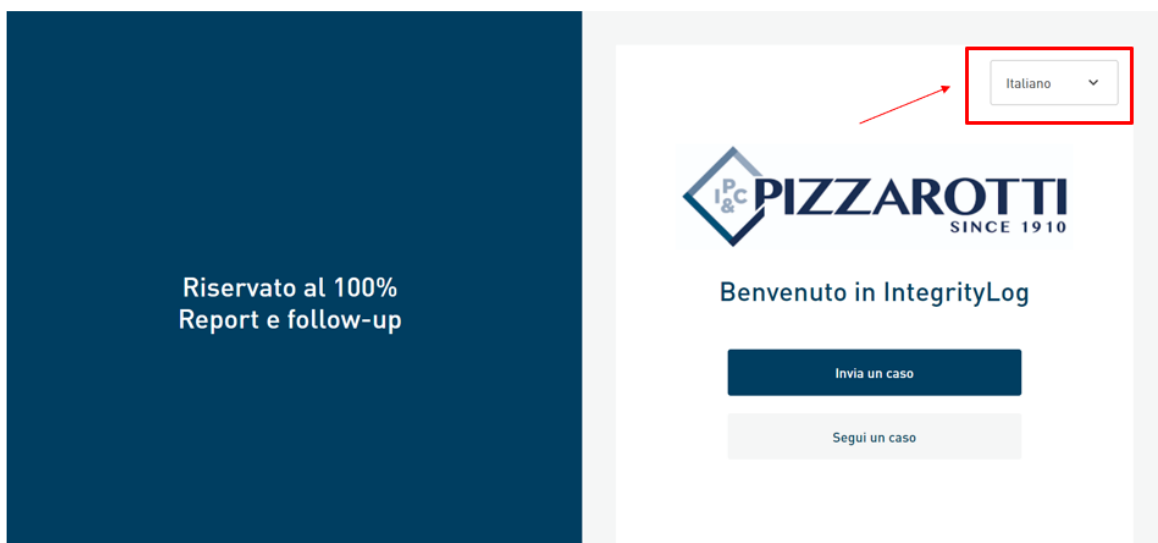 Riservato al 100%
Report e follow-up
Italiano
I P & C
PIZZAROTTI
SINCE 1910
Benvenuto in IntegrityLog
Invia un caso
Segui un caso